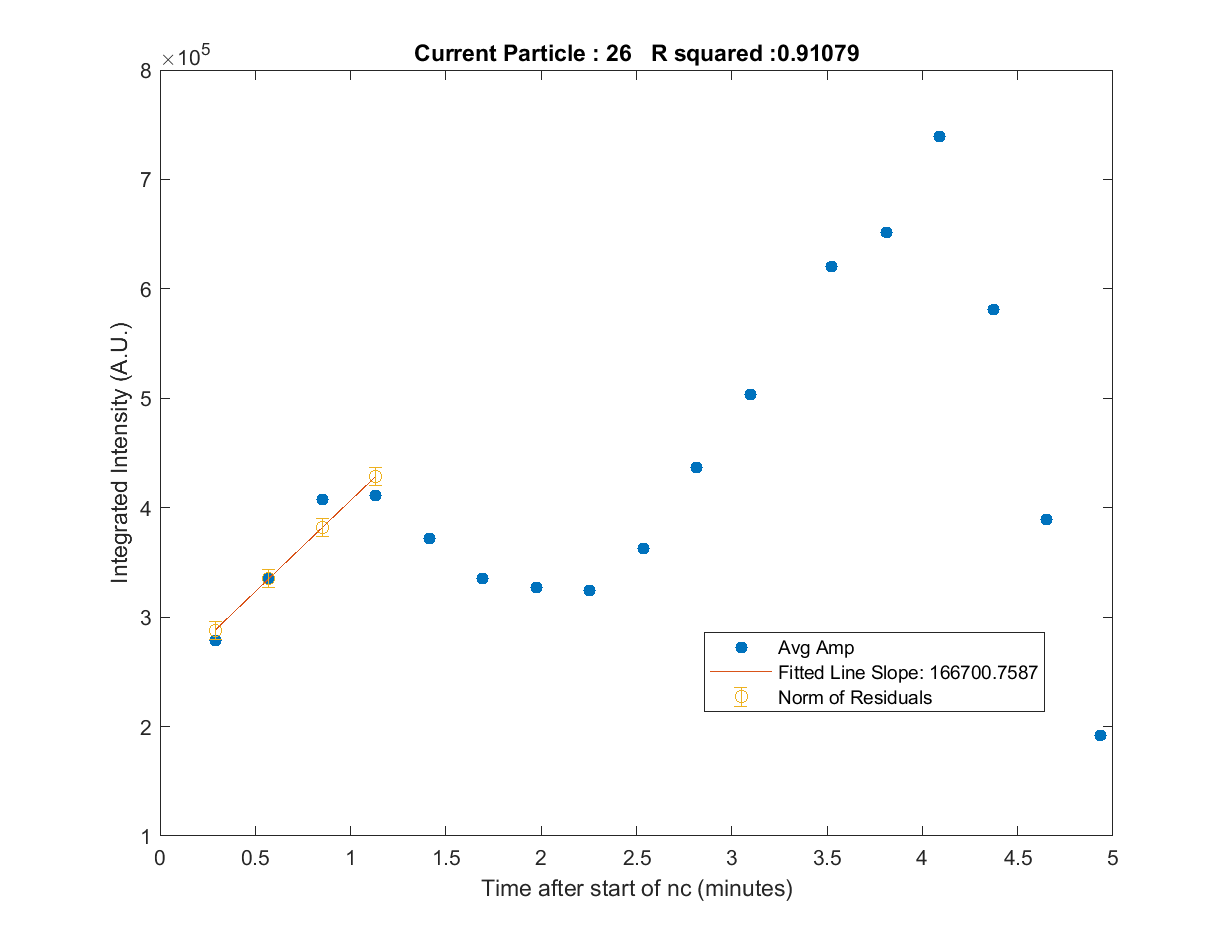 Current Particle : 26   R squared :0.91079
×10⁵
8
7
6
5
4
3
2
1
Integrated Intensity (A.U.)
Avg Amp
Fitted Line Slope: 166700.7587
Norm of Residuals
0 0.5 1 1.5 2 2.5 3 3.5 4 4.5 5
Time after start of nc (minutes)